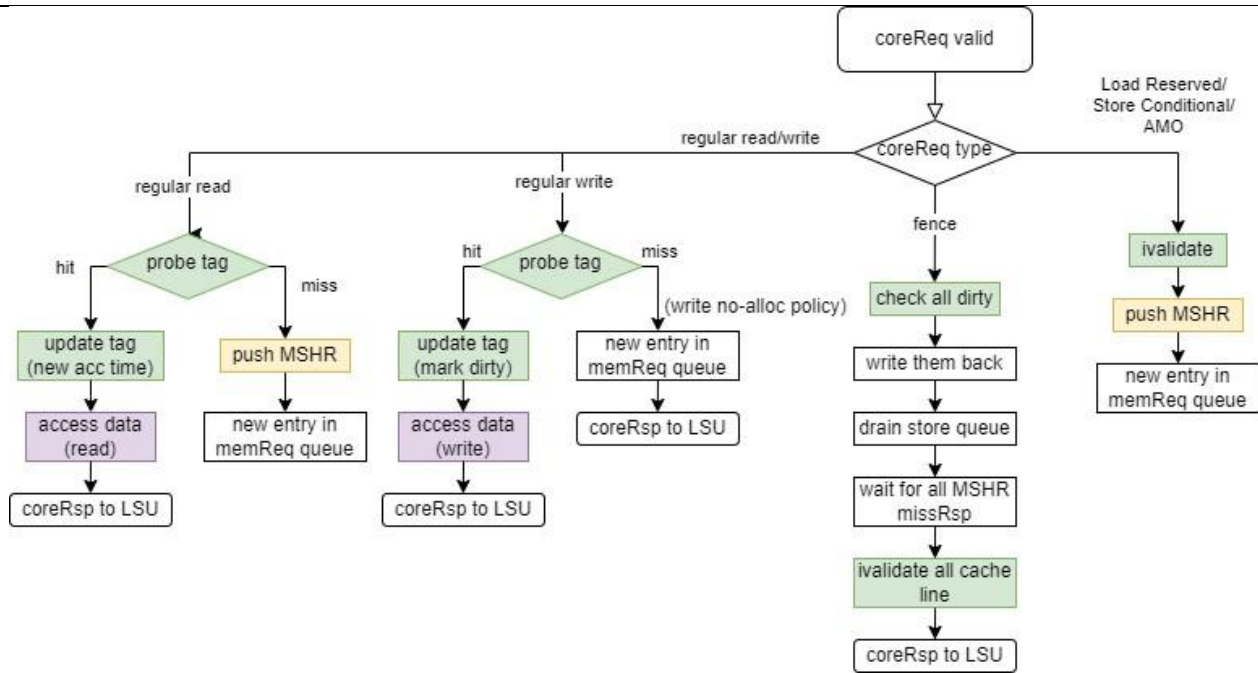 coreReq valid
Load Reserved/
Store Conditional/
AMO
regular read/write
coreReq type
regular read
regular write
fence
hit
probe tag
miss
hit
probe tag
miss
ivalidate
(write no-alloc policy)
check all dirty
push MSHR
update tag
(new acc time)
push MSHR
update tag
(mark dirty)
new entry in
memReq queue
write them back
new entry in
memReq queue
access data
(read)
new entry in
memReq queue
access data
(write)
coreRsp to LSU
drain store queue
coreRsp to LSU
coreRsp to LSU
wait for all MSHR
missRsp
ivalidate all cache
line
coreRsp to LSU